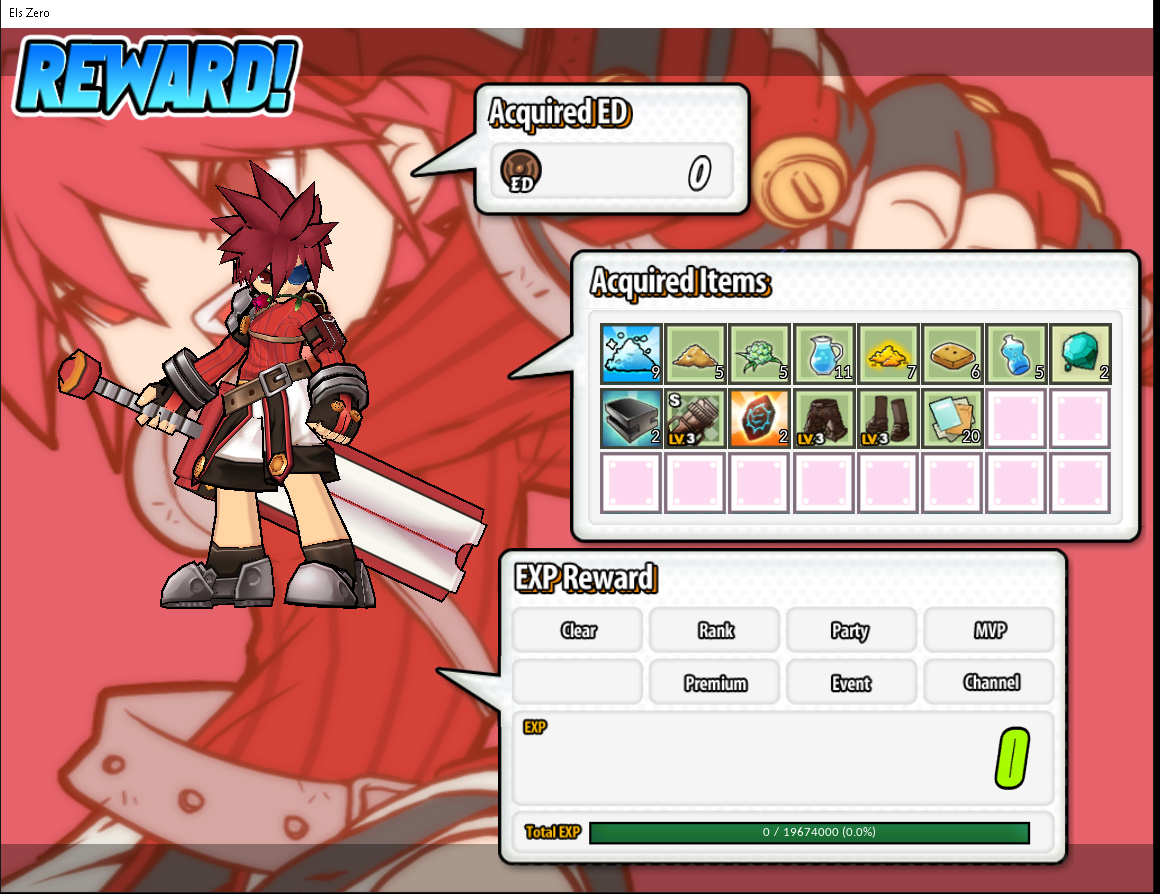 Els Zero
REWARD!
Acquired ED
ED 0
Acquired Items
9 5 5 11 7 6 5 2
2 S LV.3 2 LV.3 LV.3 20
EXP Reward
Clear Rank Party MVP
Premium Event Channel
EXP
0
Total EXP 0 / 19674000 (0.0%)